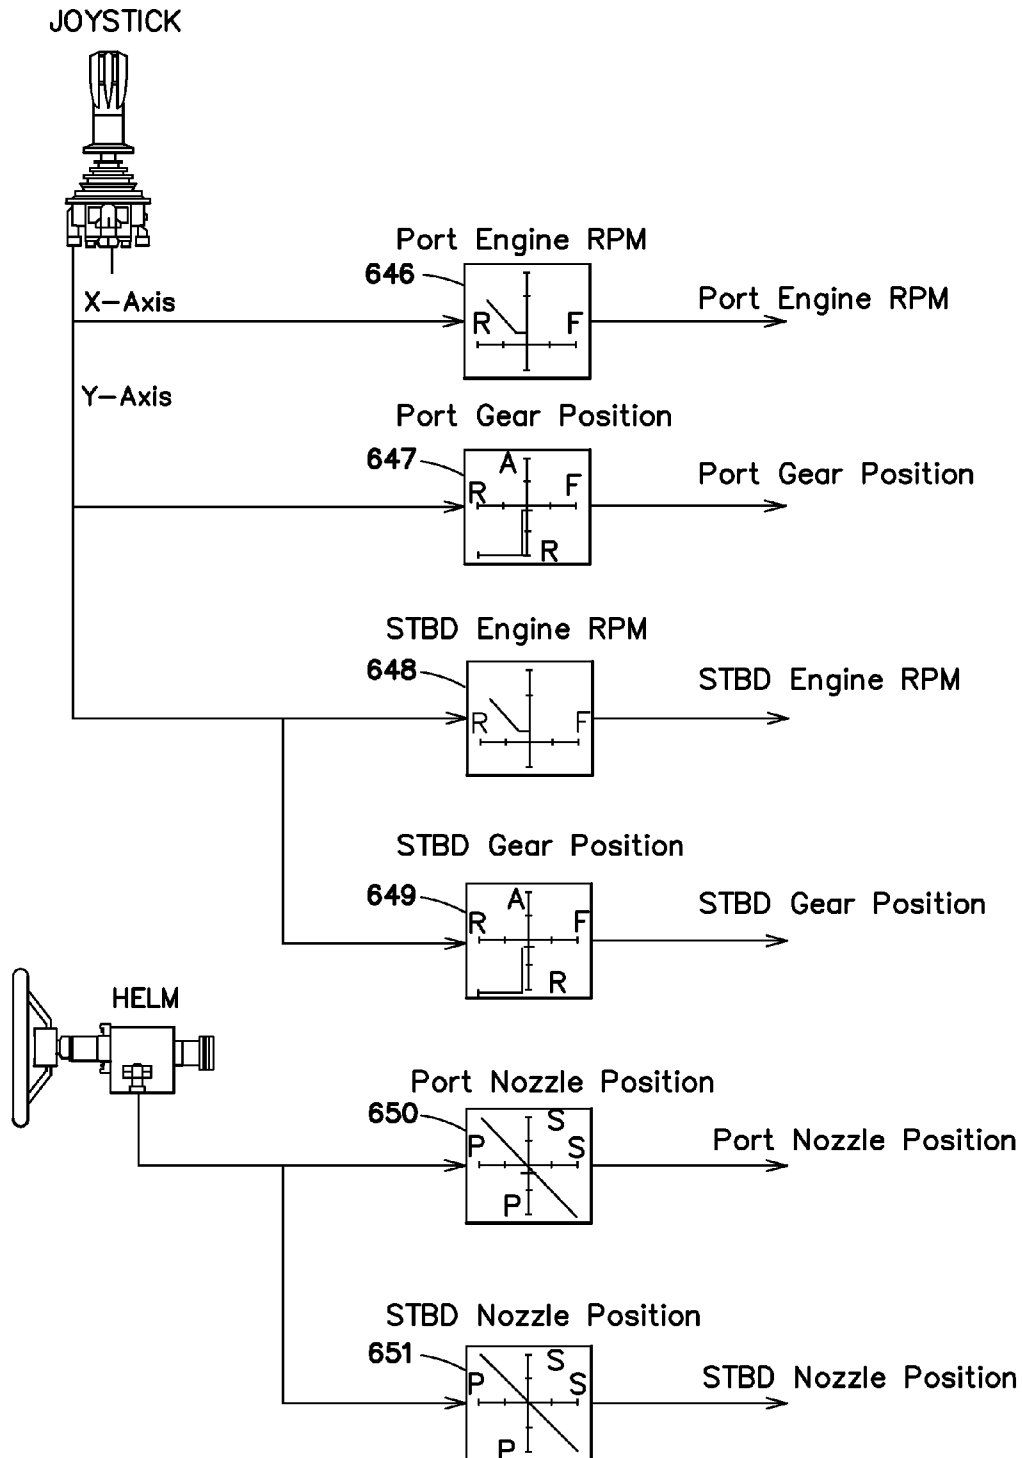 JOYSTICK
Port Engine RPM
646
R F
Port Engine RPM
X-Axis
Y-Axis
Port Gear Position
647
A
R F
R
Port Gear Position
STBD Engine RPM
648
R F
STBD Engine RPM
STBD Gear Position
649
A
R F
R
STBD Gear Position
HELM
Port Nozzle Position
650
S
P S
P
Port Nozzle Position
STBD Nozzle Position
651
S
P S
P
STBD Nozzle Position